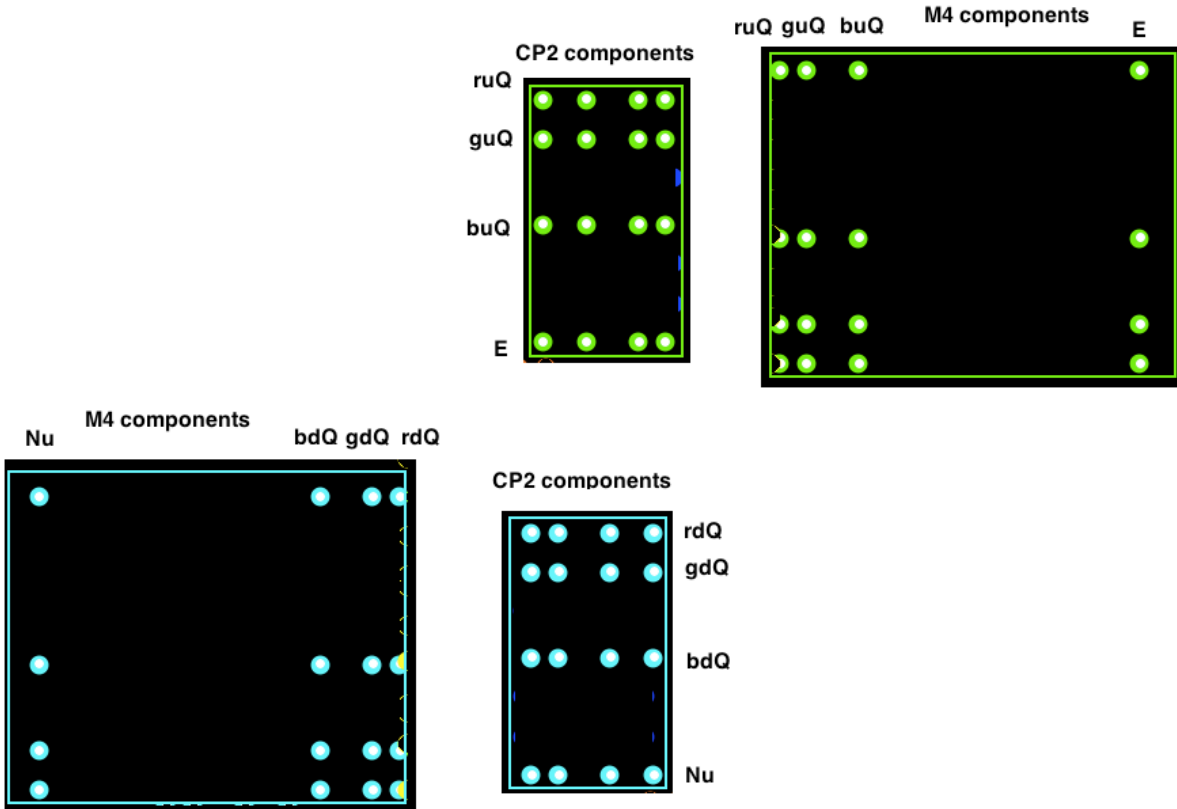 M4 components
ruQ guQ buQ E
CP2 components
ruQ
guQ
buQ
E
M4 components
Nu bdQ gdQ rdQ
CP2 components
rdQ
gdQ
bdQ
Nu